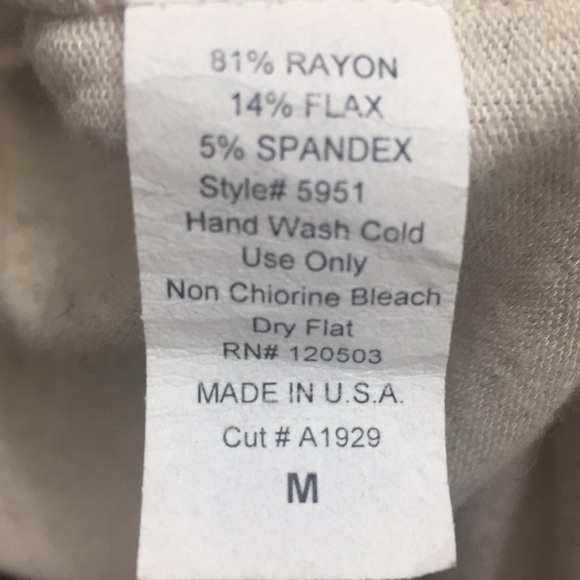 81% RAYON
14% FLAX
5% SPANDEX
Style# 5951
Hand Wash Cold
Use Only
Non Chiorine Bleach
Dry Flat
RN# 120503
MADE IN U.S.A.
Cut # A1929
M